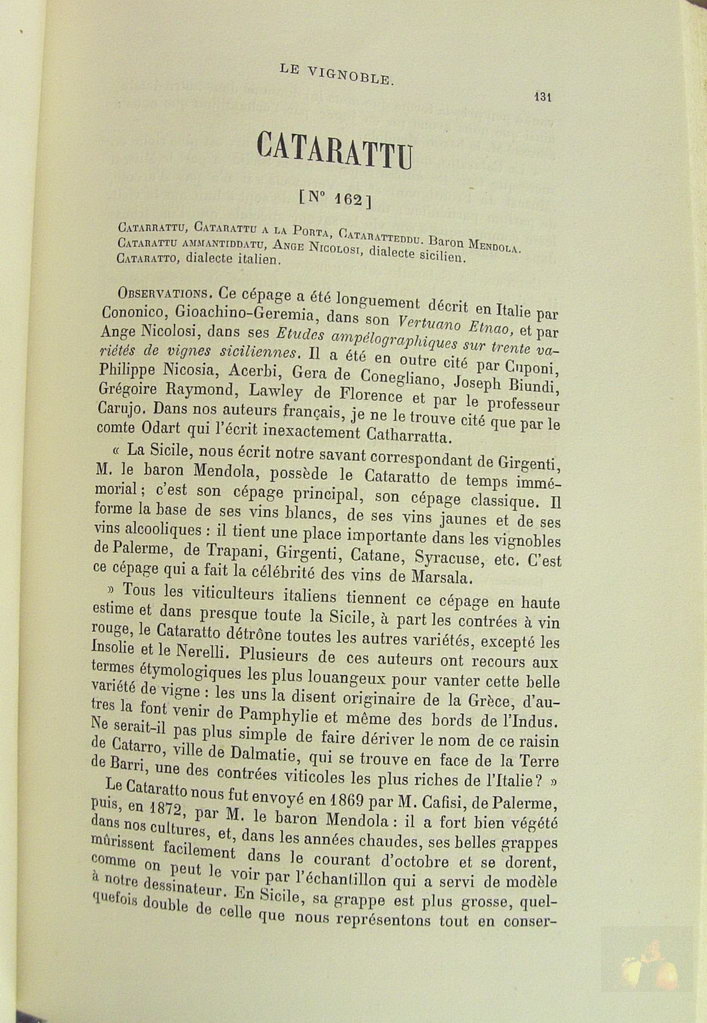 LE VIGNOBLE.
131
CATARATTU
[N° 162]
CATARRATTU, CATARATTU A LA PORTA, CATARATTEDDU. Baron MENDOLA.
CATARATTU AMMANTIDDATU, ANGE NICOLOSI, dialecte sicilien.
CATARATTO, dialecte italien.
OBSERVATIONS. Ce cépage a été longuement décrit en Italie par
Cononico, Gioachino-Geremia, dans son Vertuano Etnao, et par
Ange Nicolosi, dans ses Etudes ampélographiques sur trente va-
riétés de vignes siciliennes. Il a été en outre cité par Cuponi,
Philippe Nicosia, Acerbi, Gera de Conegliano, Joseph Biundi,
Grégoire Raymond, Lawley de Florence et par le professeur
Carujo. Dans nos auteurs français, je ne le trouve cité que par le
comte Odart qui l'écrit inexactement Catharratta.
« La Sicile, nous écrit notre savant correspondant de Girgenti,
M. le baron Mendola, possède le Cataratto de temps immé-
morial ; c'est son cépage principal, son cépage classique. Il
forme la base de ses vins blancs, de ses vins jaunes et de ses
vins alcooliques : il tient une place importante dans les vignobles
de Palerme, de Trapani, Girgenti, Catane, Syracuse, etc. C'est
ce cépage qui a fait la célébrité des vins de Marsala.
» Tous les viticulteurs italiens tiennent ce cépage en haute
estime et dans presque toute la Sicile, à part les contrées à vin
rouge, le Cataratto détrône toutes les autres variétés, excepté les
Insolie et le Nerelli. Plusieurs de ces auteurs ont recours aux
termes étymologiques les plus louangeux pour vanter cette belle
variété de vigne : les uns la disent originaire de la Grèce, d'au-
tres la font venir de Pamphylie et même des bords de l'Indus.
Ne serait-il pas plus simple de faire dériver le nom de ce raisin
de Catarro, ville de Dalmatie, qui se trouve en face de la Terre
de Barri, une des contrées viticoles les plus riches de l'Italie ? »
Le Cataratto nous fut envoyé en 1869 par M. Cafisi, de Palerme,
puis, en 1872, par M. le baron Mendola : il a fort bien végété
dans nos cultures, et, dans les années chaudes, ses belles grappes
mûrissent facilement dans le courant d'octobre et se dorent,
comme on peut le voir par l'échantillon qui a servi de modèle
à notre dessinateur. En Sicile, sa grappe est plus grosse, quel-
quefois double de celle que nous représentons tout en conser-